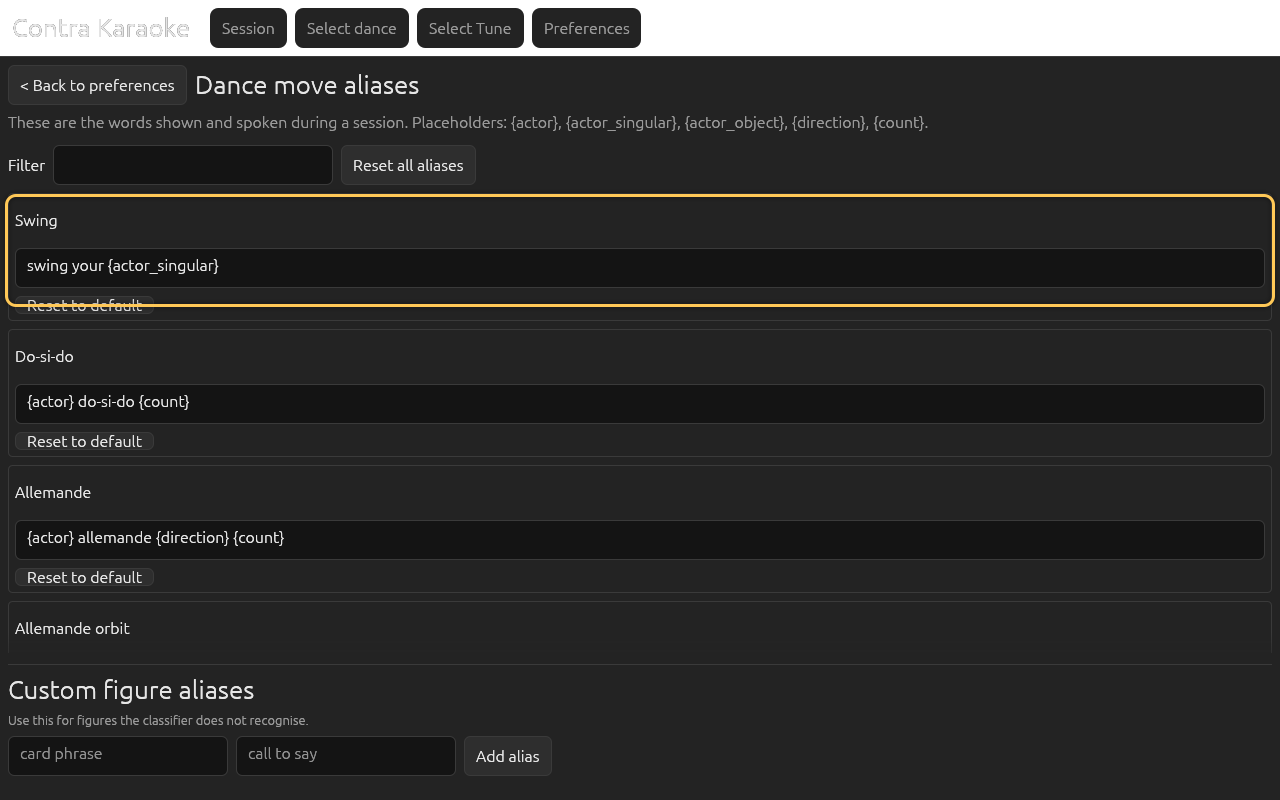 Contra Karaoke
Session
Select dance
Select Tune
Preferences
< Back to preferences
Dance move aliases
These are the words shown and spoken during a session. Placeholders: {actor}, {actor_singular}, {actor_object}, {direction}, {count}.
Filter
Reset all aliases
Swing
swing your {actor_singular}
Reset to default
Do-si-do
{actor} do-si-do {count}
Reset to default
Allemande
{actor} allemande {direction} {count}
Reset to default
Allemande orbit
Custom figure aliases
Use this for figures the classifier does not recognise.
card phrase
call to say
Add alias